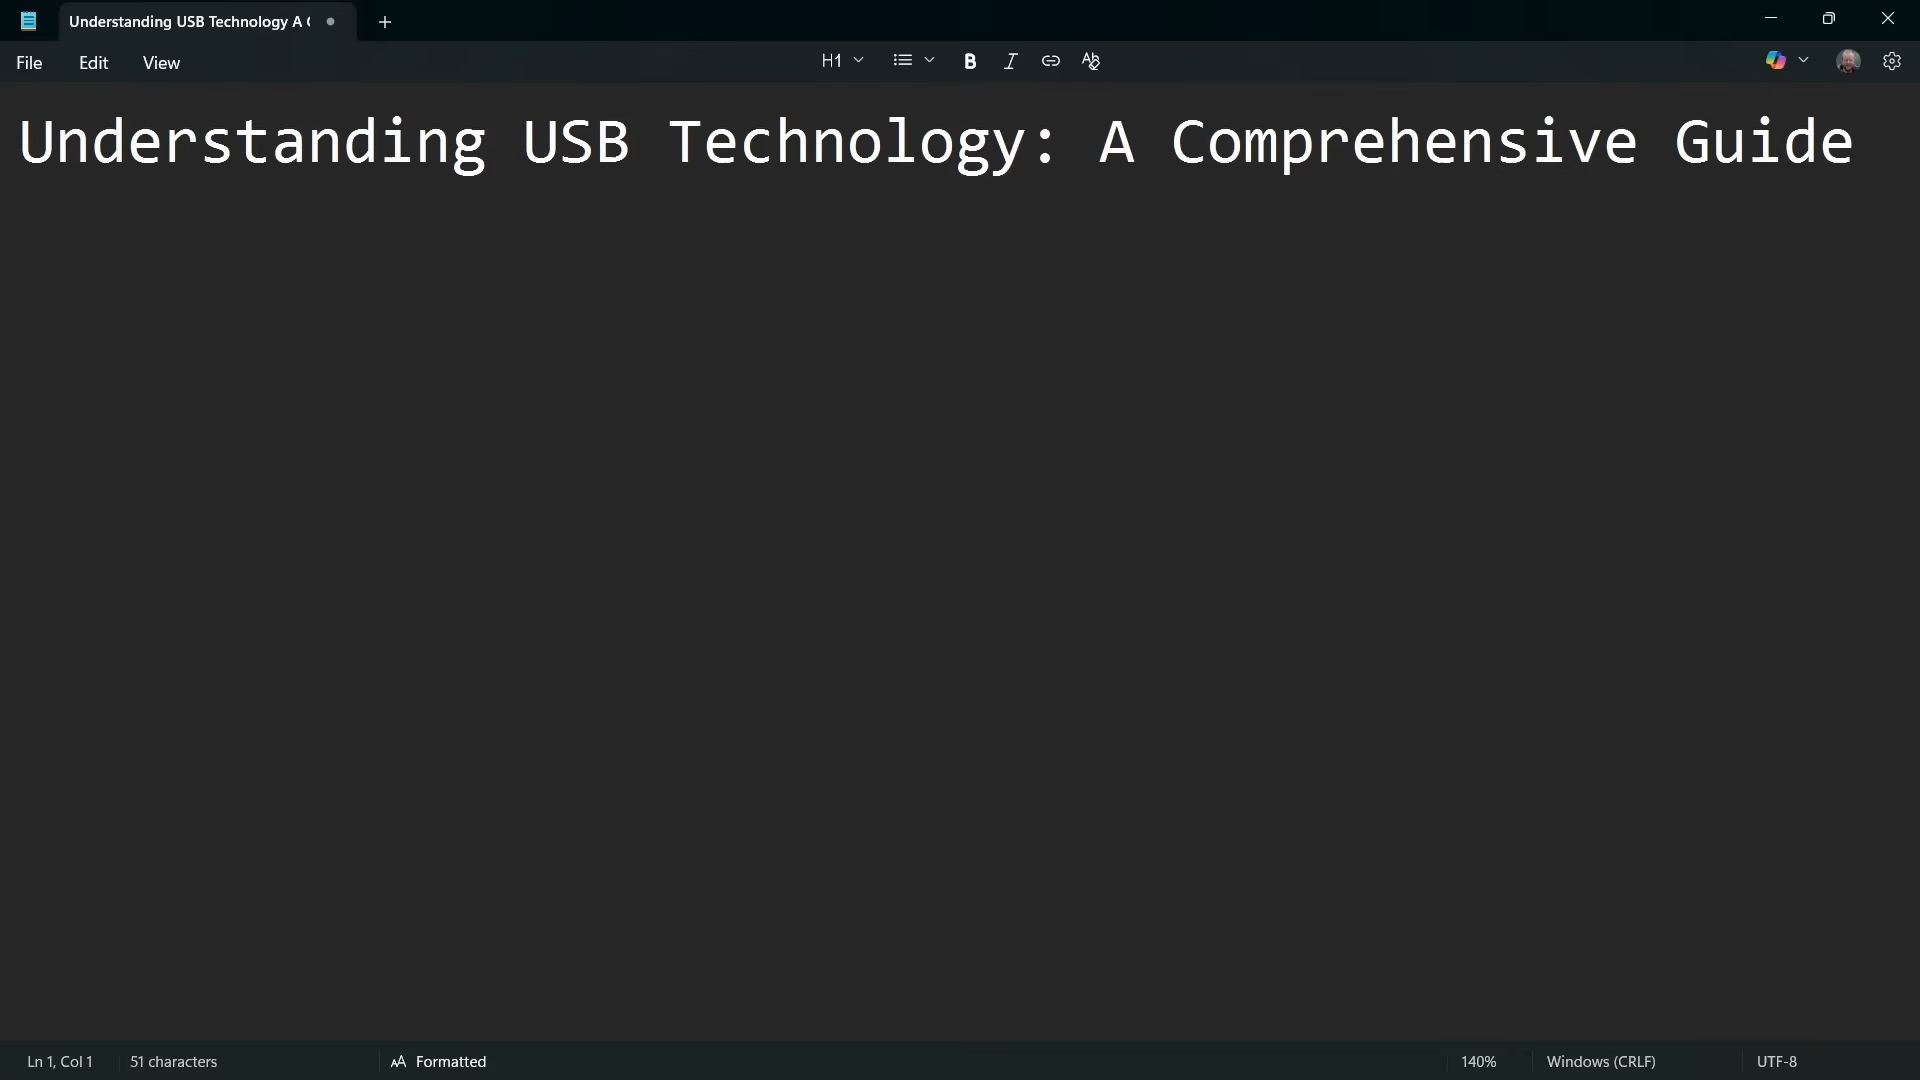 Understanding USB Technology A
File
Edit
View
H1
B
I
Understanding USB Technology: A Comprehensive Guide
Ln 1, Col 1
51 characters
Formatted
140%
Windows (CRLF)
UTF-8